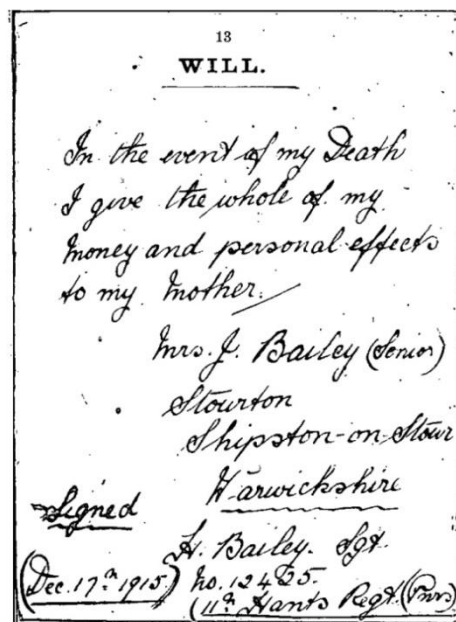 13
WILL.
In the event of my Death
I give the whole of my
Money and personal effects
to my Mother.
Mrs. J. Bailey (Senior)
Stourton
Shipston-on-Stour
Warwickshire
Signed
H. Bailey. Sgt.
(Dec. 17th 1915) No. 12425.
(11th Hants Regt. (Pnrs)